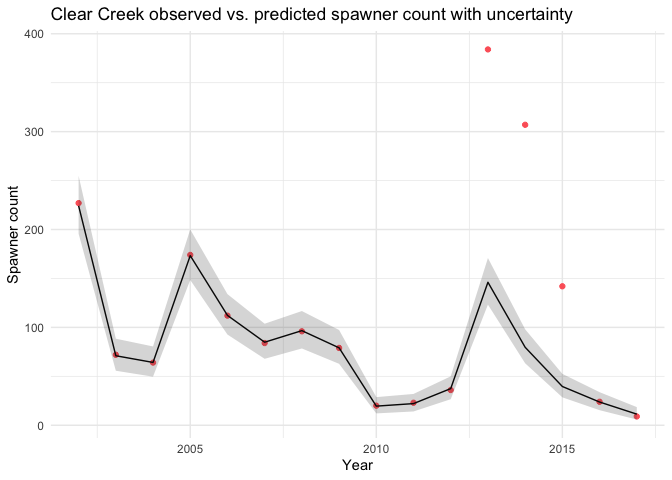 Clear Creek observed vs. predicted spawner count with uncertainty
400
300
200
100
0
Spawner count
2005
2010
2015
Year